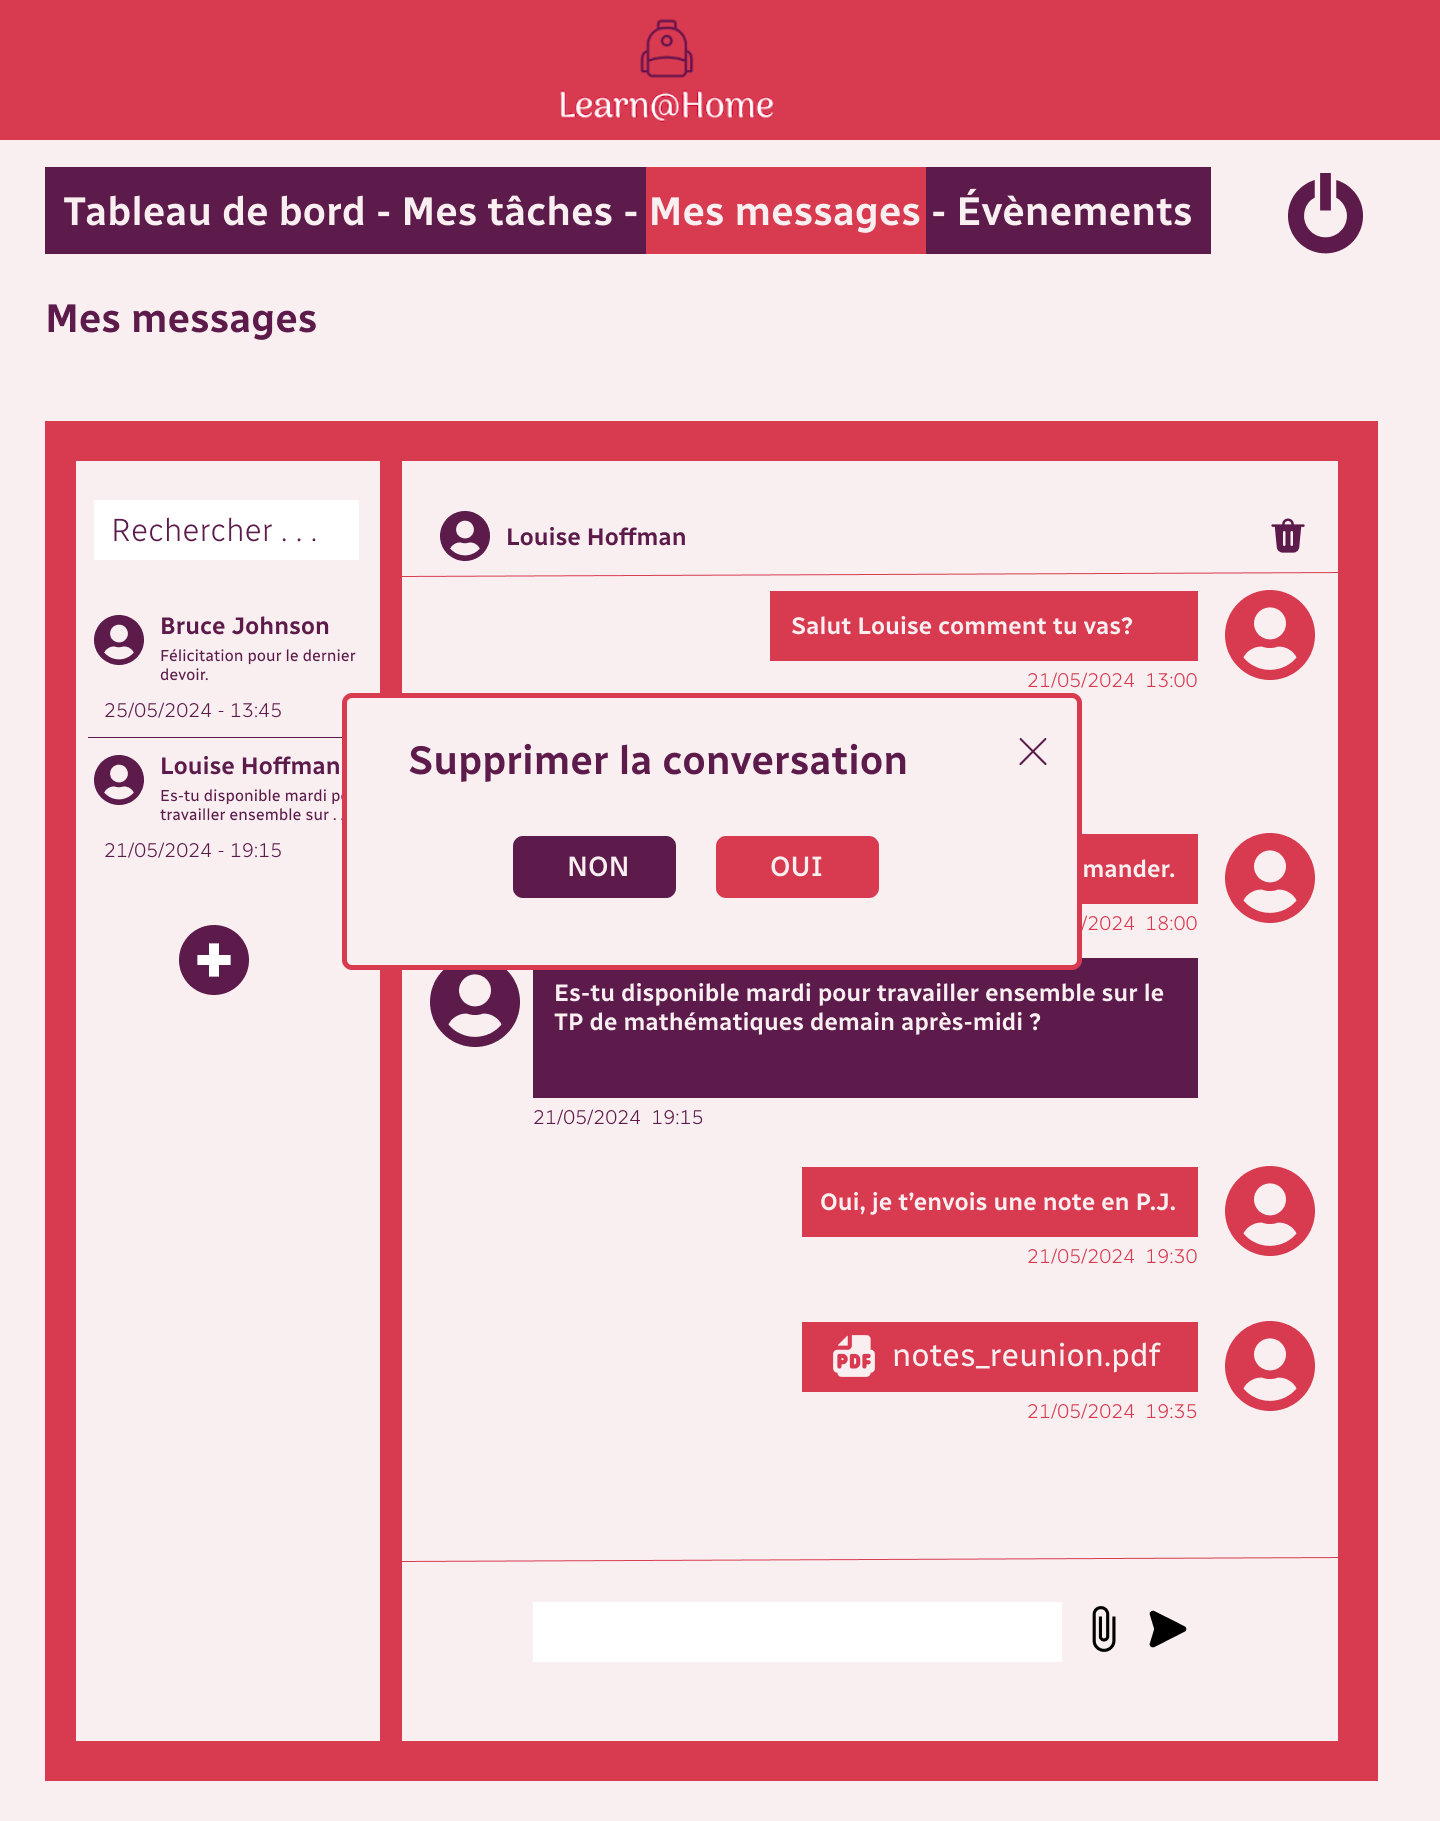 Learn@Home
Tableau de bord - Mes tâches - Mes messages - Évènements
Mes messages
Rechercher . . .
Bruce Johnson
Félicitation pour le dernier
devoir.
25/05/2024 - 13:45
Louise Hoffman
Es-tu disponible mardi
travailler ensemble sur . .
21/05/2024 - 19:15
Louise Hoffman
Salut Louise comment tu vas?
21/05/2024 13:00
Supprimer la conversation
NON
OUI
mander.
/2024 18:00
Es-tu disponible mardi pour travailler ensemble sur le
TP de mathématiques demain après-midi ?
21/05/2024 19:15
Oui, je t’envois une note en P.J.
21/05/2024 19:30
PDF notes_reunion.pdf
21/05/2024 19:35